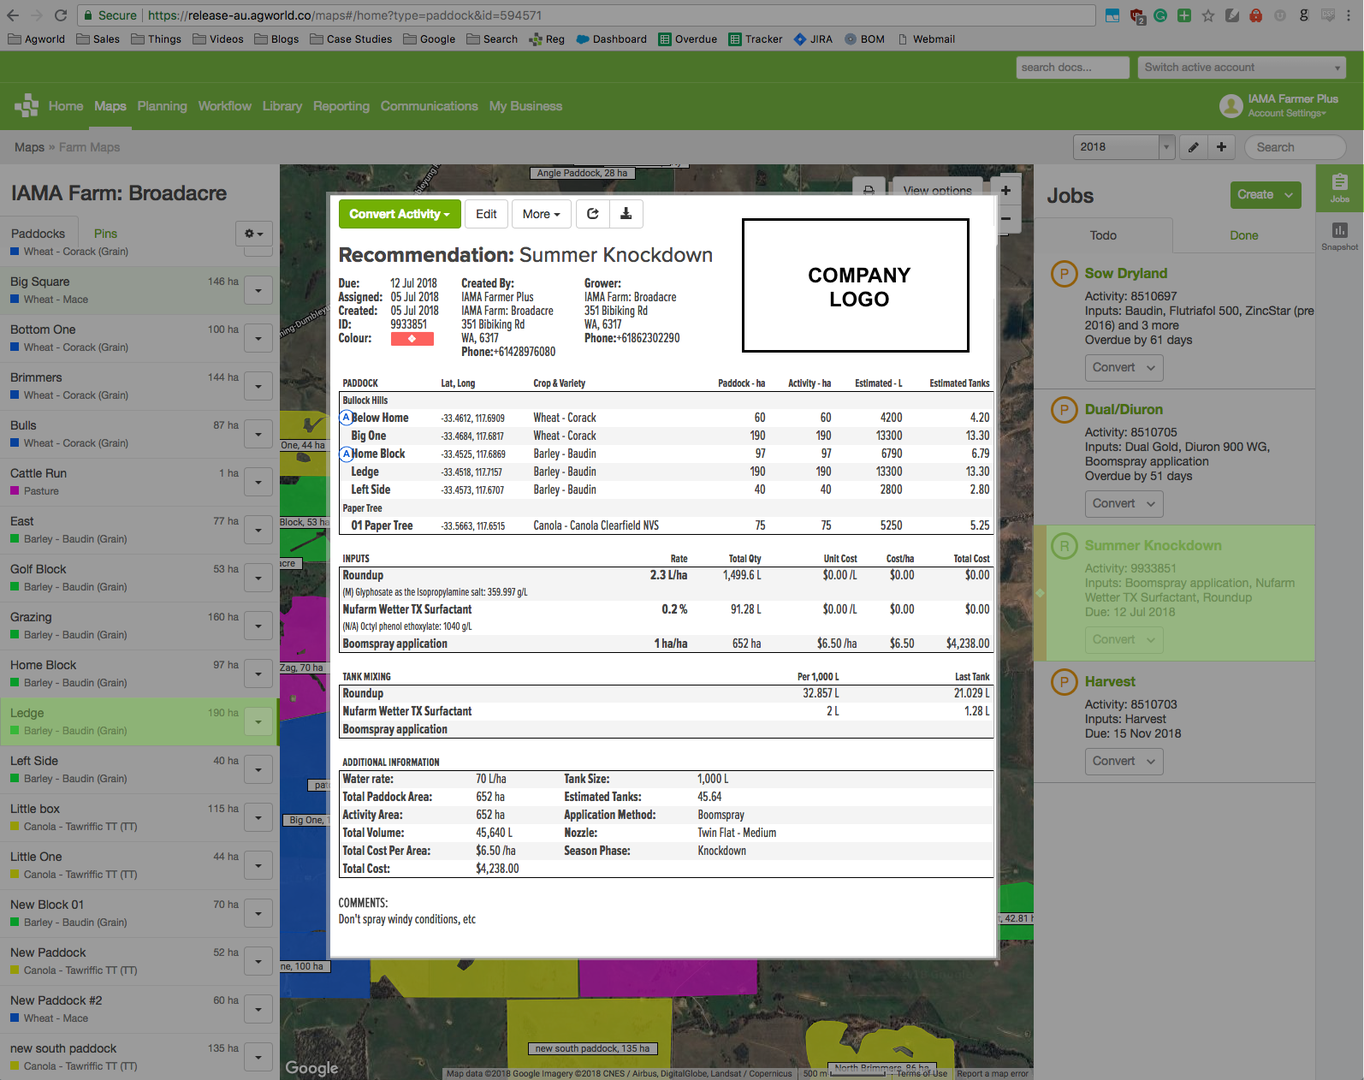 Secure https://release-au.agworld.co/maps#/home?type=paddock&id=594571
Agworld Sales Things Videos Blogs Case Studies Google Search Reg Dashboard Overdue Tracker JIRA BOM Webmail
search docs... Switch active account
Home Maps Planning Workflow Library Reporting Communications My Business
IAMA Farmer Plus
Account Settings
Maps » Farm Maps
2018 Search
IAMA Farm: Broadacre
Paddocks Pins
Wheat - Corack (Grain)
Big Square 146 ha
Wheat - Mace
Bottom One 100 ha
Wheat - Corack (Grain)
Brimmers 144 ha
Wheat - Corack (Grain)
Bulls 87 ha
Wheat - Corack (Grain)
Cattle Run 1 ha
Pasture
East 77 ha
Barley - Baudin (Grain)
Golf Block 53 ha
Barley - Baudin (Grain)
Grazing 160 ha
Barley - Baudin (Grain)
Home Block 97 ha
Barley - Baudin (Grain)
Ledge 190 ha
Barley - Baudin (Grain)
Left Side 40 ha
Barley - Baudin (Grain)
Little box 115 ha
Canola - Tawriffic TT (TT)
Little One 44 ha
Canola - Tawriffic TT (TT)
New Block 01 70 ha
Barley - Baudin (Grain)
New Paddock 52 ha
Canola - Tawriffic TT (TT)
New Paddock #2 60 ha
Wheat - Mace
new south paddock 135 ha
Canola - Tawriffic TT (TT)
Angle Paddock, 28 ha
View options
One, 44 ha
Block, 53 ha
Zag, 70 ha
Big One,
ne, 100 ha
Convert Activity Edit More
Recommendation: Summer Knockdown
COMPANY
LOGO
Due: 12 Jul 2018 Created By: Grower:
Assigned: 05 Jul 2018 IAMA Farmer Plus IAMA Farm: Broadacre
Created: 05 Jul 2018 IAMA Farm: Broadacre 351 Bibiking Rd
ID: 9933851 351 Bibiking Rd WA, 6317
Colour: WA, 6317 Phone:+61862302290
Phone:+61428976080
PADDOCK Lat, Long Crop & Variety Paddock - ha Activity - ha Estimated - L Estimated Tanks
Bullock Hills
A Below Home -33.4612, 117.6909 Wheat - Corack 60 60 4200 4.20
Big One -33.4684, 117.6817 Wheat - Corack 190 190 13300 13.30
A Home Block -33.4525, 117.6869 Barley - Baudin 97 97 6790 6.79
Ledge -33.4518, 117.7157 Barley - Baudin 190 190 13300 13.30
Left Side -33.4573, 117.6707 Barley - Baudin 40 40 2800 2.80
Paper Tree
01 Paper Tree -33.5663, 117.6515 Canola - Canola Clearfield NVS 75 75 5250 5.25
INPUTS Rate Total Qty Unit Cost Cost/ha Total Cost
Roundup 2.3 L/ha 1,499.6 L $0.00 /L $0.00 $0.00
(M) Glyphosate as the Isopropylamine salt: 359.997 g/L
Nufarm Wetter TX Surfactant 0.2 % 91.28 L $0.00 /L $0.00 $0.00
(N/A) Octyl phenol ethoxylate: 1040 g/L
Boomspray application 1 ha/ha 652 ha $6.50 /ha $6.50 $4,238.00
TANK MIXING Per 1,000 L Last Tank
Roundup 32.857 L 21.029 L
Nufarm Wetter TX Surfactant 2 L 1.28 L
Boomspray application
ADDITIONAL INFORMATION
Water rate: 70 L/ha Tank Size: 1,000 L
Total Paddock Area: 652 ha Estimated Tanks: 45.64
Activity Area: 652 ha Application Method: Boomspray
Total Volume: 45,640 L Nozzle: Twin Flat - Medium
Total Cost Per Area: $6.50 /ha Season Phase: Knockdown
Total Cost: $4,238.00
COMMENTS:
Don't spray windy conditions, etc
, 42.81 h
new south paddock, 135 ha
North Brimmers, 86 ha
Google
Map data ©2018 Google Imagery ©2018 CNES / Airbus, DigitalGlobe, Landsat / Copernicus 500 m Terms of Use Report a map error
Jobs Create
Todo Done
P Sow Dryland
Activity: 8510697
Inputs: Baudin, Flutriafol 500, ZincStar (pre
2016) and 3 more
Overdue by 61 days
Convert
P Dual/Diuron
Activity: 8510705
Inputs: Dual Gold, Diuron 900 WG,
Boomspray application
Overdue by 51 days
Convert
R Summer Knockdown
Activity: 9933851
Inputs: Boomspray application, Nufarm
Wetter TX Surfactant, Roundup
Due: 12 Jul 2018
Convert
P Harvest
Activity: 8510703
Inputs: Harvest
Due: 15 Nov 2018
Convert
Jobs
Snapshot